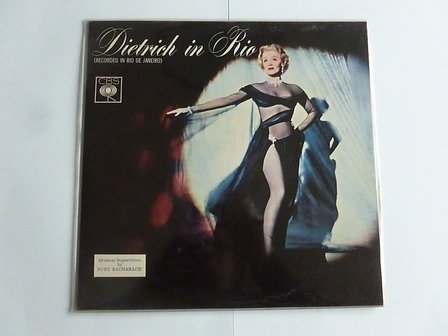 Dietrich in Rio
(RECORDED IN RIO DE JANEIRO)
CBS
Musical Supervision
by
BURT BACHARACH